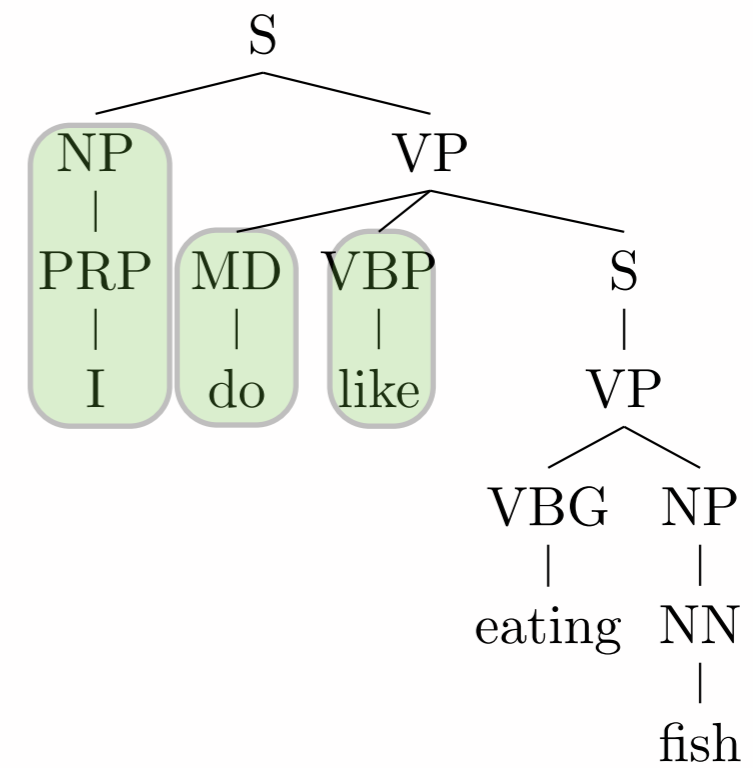 S
NP VP
PRP MD VBP S
I do like VP
VBG NP
eating NN
fish